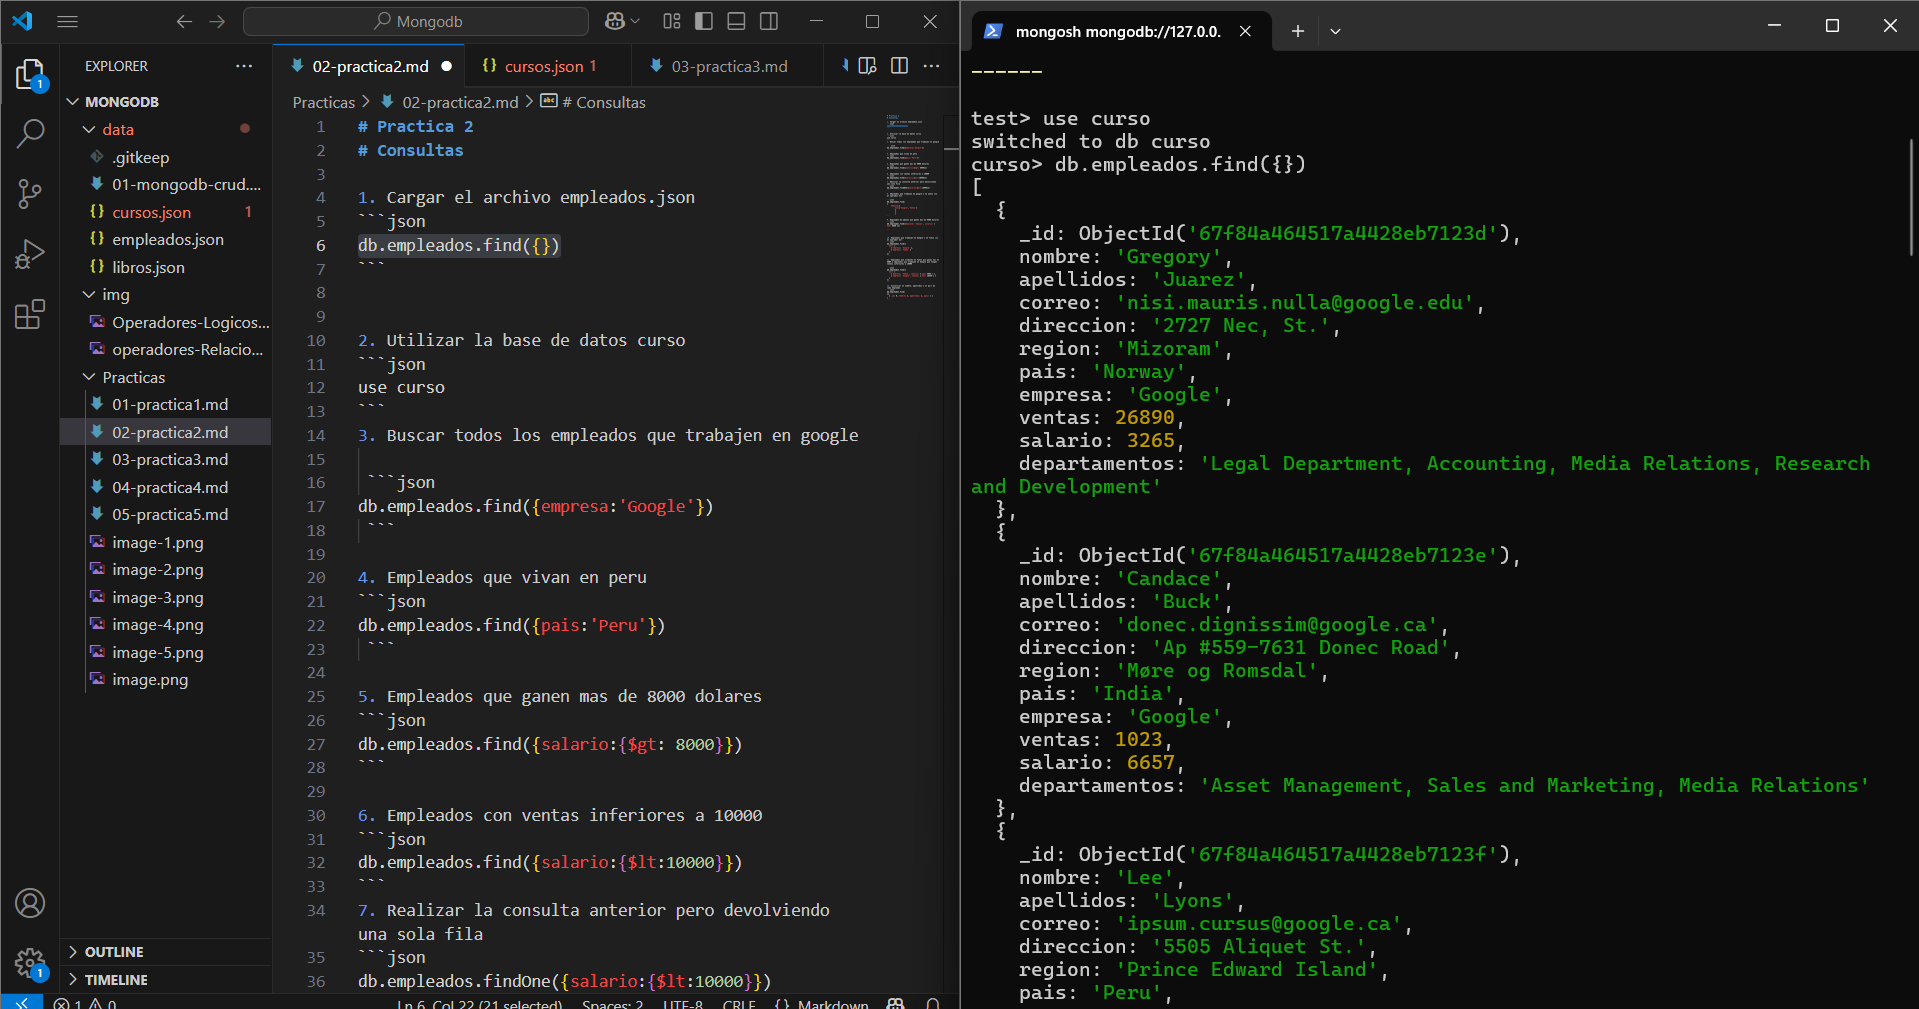 Mongodb
EXPLORER
MONGODB
data
.gitkeep
01-mongodb-crud....
cursos.json 1
empleados.json
libros.json
img
Operadores-Logicos...
operadores-Relacio...
Practicas
01-practica1.md
02-practica2.md
03-practica3.md
04-practica4.md
05-practica5.md
image-1.png
image-2.png
image-3.png
image-4.png
image-5.png
image.png
OUTLINE
TIMELINE
1
1
02-practica2.md
cursos.json 1
03-practica3.md
Practicas > 02-practica2.md > # Consultas
1 # Practica 2
2 # Consultas
3
4 1. Cargar el archivo empleados.json
5 ```json
6 db.empleados.find({})
7 ```
8
9
10 2. Utilizar la base de datos curso
11 ```json
12 use curso
13 ```
14 3. Buscar todos los empleados que trabajen en google
15
16 ```json
17 db.empleados.find({empresa:'Google'})
18 ```
19
20 4. Empleados que vivan en peru
21 ```json
22 db.empleados.find({pais:'Peru'})
23 ```
24
25 5. Empleados que ganen mas de 8000 dolares
26 ```json
27 db.empleados.find({salario:{$gt: 8000}})
28 ```
29
30 6. Empleados con ventas inferiores a 10000
31 ```json
32 db.empleados.find({salario:{$lt:10000}})
33 ```
34 7. Realizar la consulta anterior pero devolviendo
una sola fila
35 ```json
36 db.empleados.findOne({salario:{$lt:10000}})
1 0
Ln 6, Col 22 (21 selected) Spaces: 2 UTF-8 CRLF {} Markdown
mongosh mongodb://127.0.0.
------
test> use curso
switched to db curso
curso> db.empleados.find({})
[
{
_id: ObjectId('67f84a464517a4428eb7123d'),
nombre: 'Gregory',
apellidos: 'Juarez',
correo: 'nisi.mauris.nulla@google.edu',
direccion: '2727 Nec, St.',
region: 'Mizoram',
pais: 'Norway',
empresa: 'Google',
ventas: 26890,
salario: 3265,
departamentos: 'Legal Department, Accounting, Media Relations, Research
and Development'
},
{
_id: ObjectId('67f84a464517a4428eb7123e'),
nombre: 'Candace',
apellidos: 'Buck',
correo: 'donec.dignissim@google.ca',
direccion: 'Ap #559-7631 Donec Road',
region: 'Møre og Romsdal',
pais: 'India',
empresa: 'Google',
ventas: 1023,
salario: 6657,
departamentos: 'Asset Management, Sales and Marketing, Media Relations'
},
{
_id: ObjectId('67f84a464517a4428eb7123f'),
nombre: 'Lee',
apellidos: 'Lyons',
correo: 'ipsum.cursus@google.ca',
direccion: '5505 Aliquet St.',
region: 'Prince Edward Island',
pais: 'Peru',